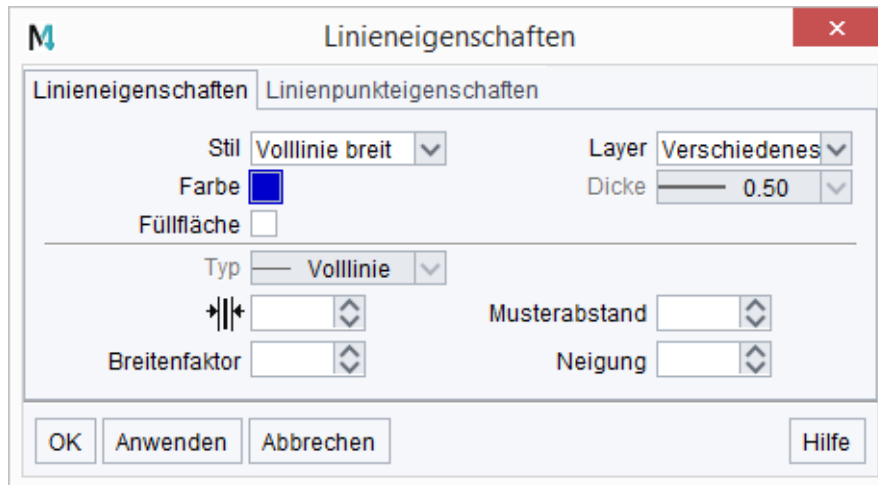 Linieneigenschaften
Linieneigenschaften Linienpunkteigenschaften
Stil Volllinie breit Layer Verschiedenes
Farbe Dicke 0.50
Füllfläche
Typ Volllinie
Musterabstand
Breitenfaktor Neigung
OK Anwenden Abbrechen Hilfe